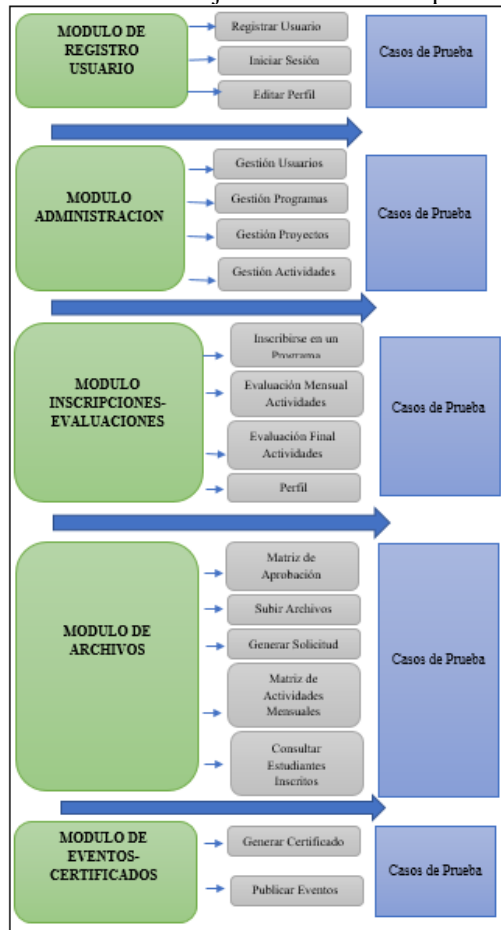 MODULO DE
REGISTRO
USUARIO
Registrar Usuario
Iniciar Sesión
Editar Perfil
Casos de Prueba
MODULO
ADMINISTRACION
Gestión Usuarios
Gestión Programas
Gestión Proyectos
Gestión Actividades
Casos de Prueba
MODULO
INSCRIPCIONES-
EVALUACIONES
Inscribirse en un
Programa
Evaluación Mensual
Actividades
Evaluación Final
Actividades
Perfil
Casos de Prueba
MODULO DE
ARCHIVOS
Matriz de
Aprobación
Subir Archivos
Generar Solicitud
Matriz de
Actividades
Mensuales
Consultar
Estudiantes
Inscritos
Casos de Prueba
MODULO DE
EVENTOS-
CERTIFICADOS
Generar Certificado
Publicar Eventos
Casos de Prueba